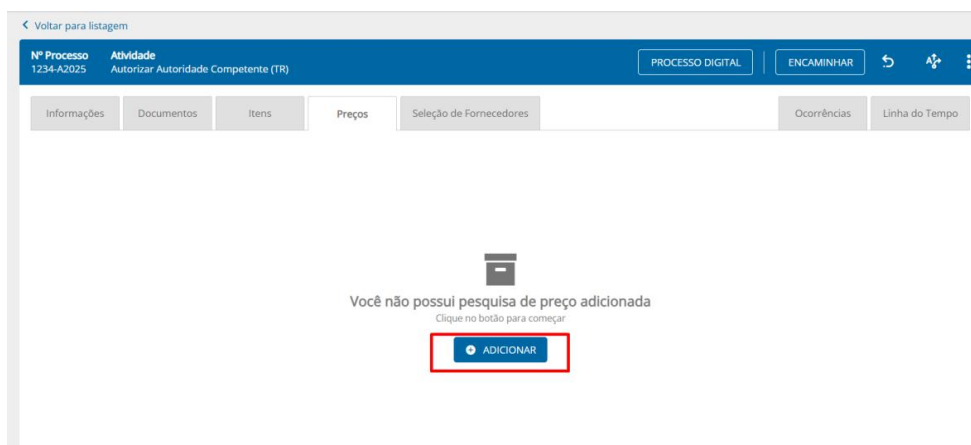 Voltar para listagem
Nº Processo Atividade
1234-A2025 Autorizar Autoridade Competente (TR)
PROCESSO DIGITAL ENCAMINHAR
Informações Documentos Itens Preços Seleção de Fornecedores Ocorrências Linha do Tempo
Você não possui pesquisa de preço adicionada
Clique no botão para começar
ADICIONAR